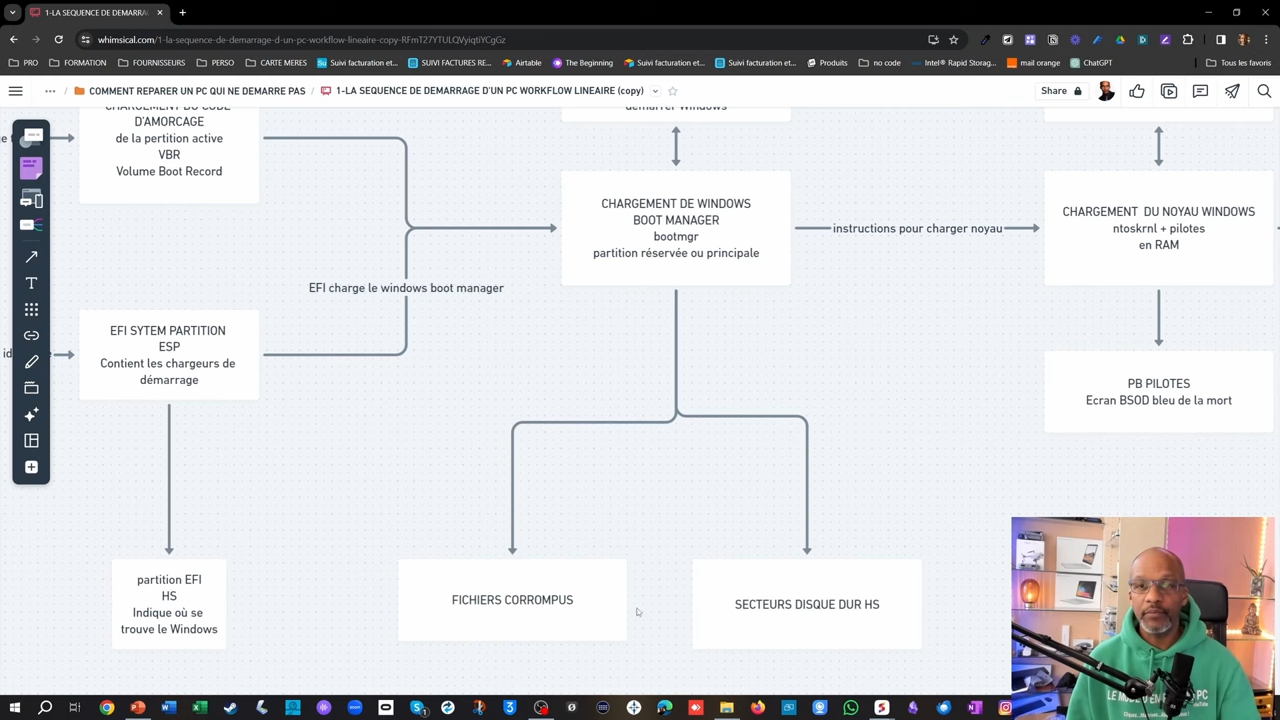 1-LA SEQUENCE DE DEMARRA
whimsical.com/1-la-sequence-de-demarrage-d-un-pc-workflow-lineaire-copy-RFmT27YTULQVyiqtiYCgGz
PRO
FORMATION
FOURNISSEURS
PERSO
CARTE MERES
Suivi facturation et...
SUIVI FACTURES RE...
Airtable
The Beginning
Suivi facturation et...
Suivi facturation et...
Produits
no code
Intel® Rapid Storag...
mail orange
ChatGPT
Tous les favoris
... / COMMENT REPARER UN PC QUI NE DEMARRE PAS / 1-LA SEQUENCE DE DEMARRAGE D'UN PC WORKFLOW LINEAIRE (copy)
Share
CHARGEMENT DU CODE
D'AMORCAGE
de la pertition active
VBR
Volume Boot Record
démarrer Windows
CHARGEMENT DE WINDOWS
BOOT MANAGER
bootmgr
partition réservée ou principale
instructions pour charger noyau
CHARGEMENT DU NOYAU WINDOWS
ntoskrnl + pilotes
en RAM
EFI charge le windows boot manager
EFI SYTEM PARTITION
ESP
Contient les chargeurs de
démarrage
PB PILOTES
Ecran BSOD bleu de la mort
partition EFI
HS
Indique où se
trouve le Windows
FICHIERS CORROMPUS
SECTEURS DISQUE DUR HS